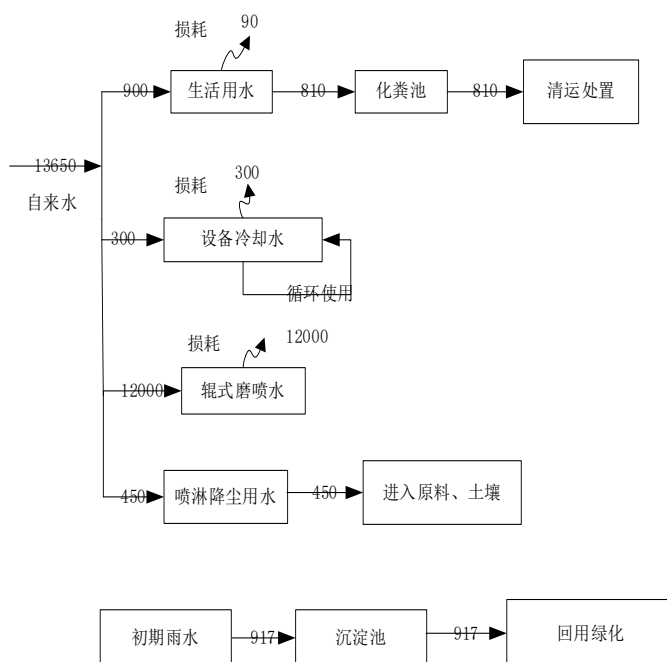 损耗 90
900 生活用水 810 化粪池 810 清运处置
13650
自来水
损耗 300
300 设备冷却水
循环使用
损耗 12000
12000 辊式磨喷水
450 喷淋降尘用水 450 进入原料、土壤
初期雨水 917 沉淀池 917 回用绿化